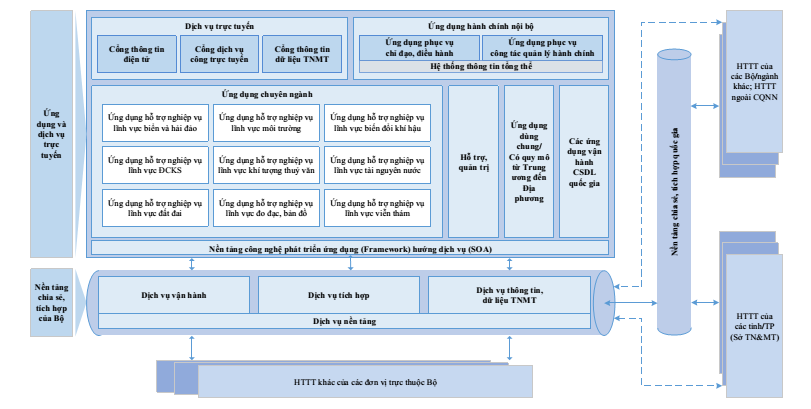 Ứng
dụng và
dịch vụ
trực
tuyến
Dịch vụ trực tuyến
Cổng thông tin
điện tử
Cổng dịch vụ
công trực tuyến
Cổng thông tin
dữ liệu TNMT
Ứng dụng hành chính nội bộ
Ứng dụng phục vụ
chỉ đạo, điều hành
Ứng dụng phục vụ
công tác quản lý hành chính
Hệ thống thông tin tổng thể
Ứng dụng chuyên ngành
Ứng dụng hỗ trợ nghiệp vụ
lĩnh vực biển và hải đảo
Ứng dụng hỗ trợ nghiệp vụ
lĩnh vực môi trường
Ứng dụng hỗ trợ nghiệp vụ
lĩnh vực biến đổi khí hậu
Ứng dụng hỗ trợ nghiệp vụ
lĩnh vực ĐCKS
Ứng dụng hỗ trợ nghiệp vụ
lĩnh vực khí tượng thuỷ văn
Ứng dụng hỗ trợ nghiệp vụ
lĩnh vực tài nguyên nước
Ứng dụng hỗ trợ nghiệp vụ
lĩnh vực đất đai
Ứng dụng hỗ trợ nghiệp vụ
lĩnh vực đo đạc, bản đồ
Ứng dụng hỗ trợ nghiệp vụ
lĩnh vực viễn thám
Hỗ trợ,
quản trị
Ứng dụng
dùng
chung/
Có quy mô
từ Trung
ương đến
Địa
phương
Các ứng
dụng vận
hành
CSDL
quốc gia
Nền tảng công nghệ phát triển ứng dụng (Framework) hướng dịch vụ (SOA)
Nền tảng
chia sẻ,
tích hợp
của Bộ
Dịch vụ vận hành
Dịch vụ tích hợp
Dịch vụ thông tin,
dữ liệu TNMT
Dịch vụ nền tảng
HTTT khác của các đơn vị trực thuộc Bộ
Nền tảng chia sẻ, tích hợp quốc gia
HTTT của
các Bộ/ngành
khác; HTTT
ngoài CQNN
HTTT của
các tỉnh/TP
(Sở TN&MT)